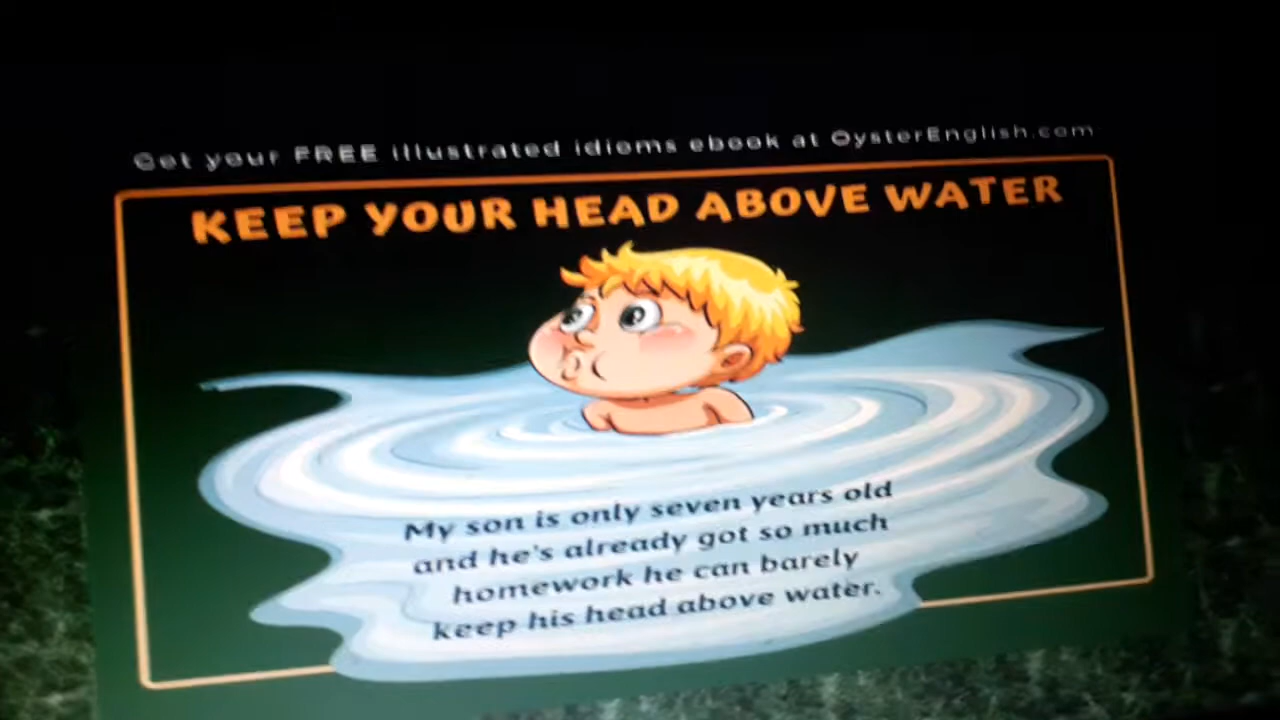 Get your FREE illustrated idioms ebook at OysterEnglish.com
KEEP YOUR HEAD ABOVE WATER
My son is only seven years old
and he's already got so much
homework he can barely
keep his head above water.